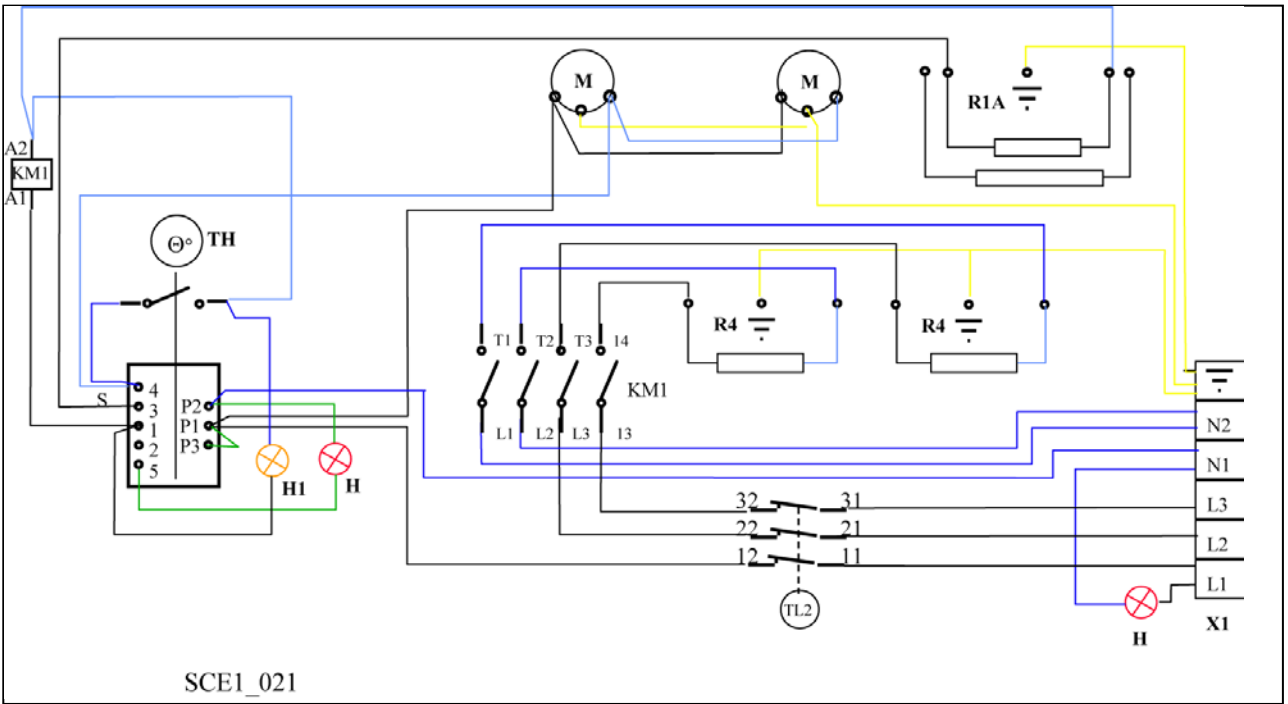 M
M
R1A
A2
KM1
A1
Θ° TH
R4
R4
T1
T2
T3
14
KM1
L1
L2
L3
13
4
S
3
1
2
5
P2
P1
P3
H1
H
N2
N1
32
31
L3
22
21
L2
12
11
L1
TL2
H
X1
SCE1_021